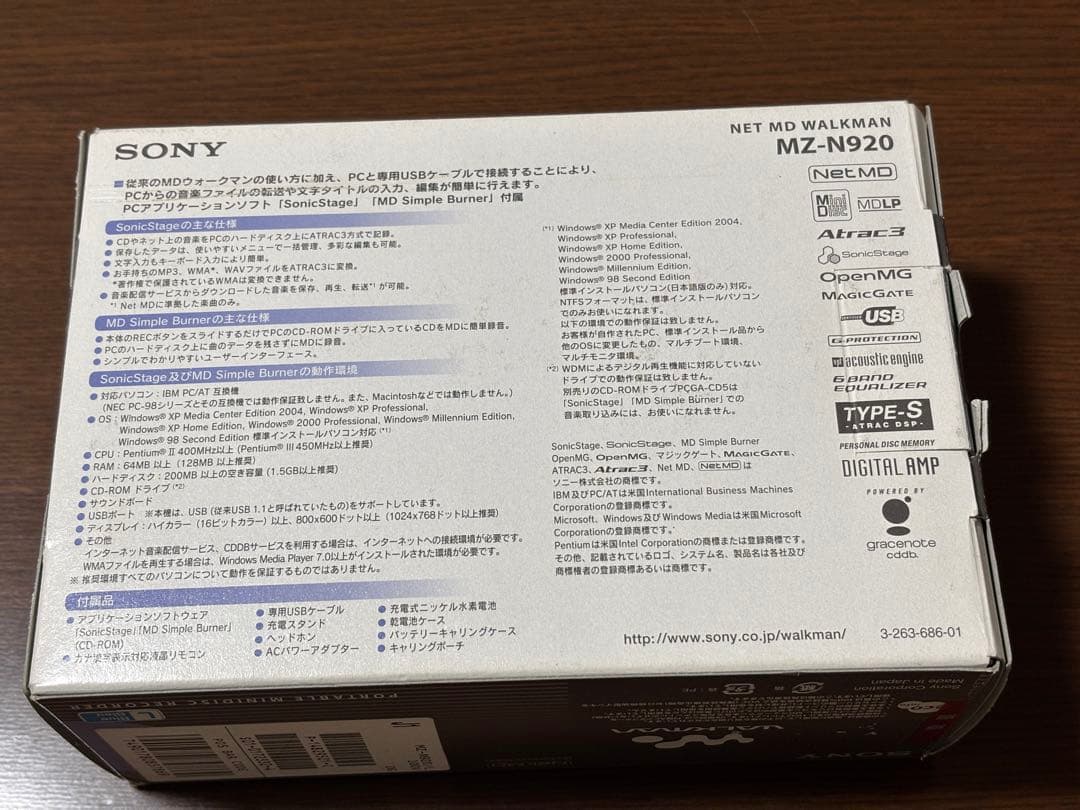 SONY
NET MD WALKMAN
MZ-N920
従来のMDウォークマンの使い方に加え、PCと専用USBケーブルで接続することにより、
PCからの音楽ファイルの転送や文字タイトルの入力、編集が簡単に行えます。
PCアプリケーションソフト「SonicStage」「MD Simple Burner」付属
SonicStageの主な仕様
● CDやネット上の音楽をPCのハードディスク上にATRAC3方式で記録。
● 保存したデータは、使いやすいメニューで一括管理、多彩な編集も可能。
● 文字入力もキーボード入力により簡単。
● お手持ちのMP3、WMA*、WAVファイルをATRAC3に変換。
*著作権で保護されているWMAは変換できません。
● 音楽配信サービスからダウンロードした音楽を保存、再生、転送*¹が可能。
*¹ Net MDに準拠した楽曲のみ。
MD Simple Burnerの主な仕様
● 本体のRECボタンをスライドするだけでPCのCD-ROMドライブに入っているCDをMDに簡単録音。
● PCのハードディスク上に曲のデータを残さずにMDに録音。
● シンプルでわかりやすいユーザーインターフェース。
SonicStage及びMD Simple Burnerの動作環境
● 対応パソコン：IBM PC/AT 互換機
(NEC PC-98シリーズとその互換機では動作保証致しません。また、Macintoshなどでは動作しません。)
● OS：Windows® XP Media Center Edition 2004, Windows® XP Professional,
Windows® XP Home Edition, Windows® 2000 Professional, Windows® Millennium Edition,
Windows® 98 Second Edition 標準インストールパソコン対応 (*1)
● CPU：Pentium® II 400MHz以上 (Pentium® III 450MHz以上推奨)
● RAM：64MB 以上 (128MB 以上推奨)
● ハードディスク：200MB 以上の空き容量 (1.5GB以上推奨)
● CD-ROM ドライブ (*2)
● サウンドボード
● USBポート ※本機は、USB (従来USB 1.1と呼ばれていたもの)をサポートしています。
● ディスプレイ：ハイカラー (16ビットカラー) 以上、800x600ドット以上 (1024x768ドット以上推奨)
● その他
インターネット音楽配信サービス、CDDBサービスを利用する場合は、インターネットへの接続環境が必要です。
WMAファイルを再生する場合は、Windows Media Player 7.0以上がインストールされた環境が必要です。
※ 推奨環境すべてのパソコンについて動作を保証するものではありません。
(*1) Windows® XP Media Center Edition 2004,
Windows® XP Professional,
Windows® XP Home Edition,
Windows® 2000 Professional,
Windows® Millennium Edition,
Windows® 98 Second Edition
標準インストールパソコン(日本語版のみ)対応。
NTFSフォーマットは、標準インストールパソコン
でのみお使いになれます。
以下の環境での動作保証は致しません。
お客様が自作されたPC、標準インストール品から
他のOSに変更したもの、マルチブート環境、
マルチモニタ環境。
(*2) WDMによるデジタル再生機能に対応していない
ドライブでの動作保証は致しません。
別売りのCD-ROMドライブPCGA-CD5は
「SonicStage」「MD Simple Burner」での
音楽取り込みには、お使いになれません。
SonicStage, SonicStage, MD Simple Burner
OpenMG, OpenMG, マジックゲート, MAGICGATE,
ATRAC3, Atrac3, Net MD, NetMDは
ソニー株式会社の商標です。
IBM及びPC/ATは米国International Business Machines
Corporationの登録商標です。
Microsoft、Windows及びWindows Mediaは米国Microsoft
Corporationの登録商標です。
Pentiumは米国Intel Corporationの商標または登録商標です。
その他、記載されているロゴ、システム名、製品名は各社及び
商標権者の登録商標あるいは商標です。
NetMD
Mini Disc
MDLP
Atrac3
SonicStage
OpenMG
MAGICGATE
CERTIFIED USB
G-PROTECTION
acoustic engine
6 BAND
EQUALIZER
TYPE-S
-ATRAC DSP-
PERSONAL DISC MEMORY
DIGITAL AMP
POWERED BY
gracenote
cddb.
付属品
● アプリケーションソフトウェア
「SonicStage」「MD Simple Burner」
(CD-ROM)
● カナ漢字表示対応液晶リモコン
● 専用USBケーブル
● 充電スタンド
● ヘッドホン
● ACパワーアダプター
● 充電式ニッケル水素電池
● 乾電池ケース
● バッテリーキャリングケース
● キャリングポーチ
http://www.sony.co.jp/walkman/
3-263-686-01
PORTABLE MINIDISC RECORDER
WALKMAN
SONY
Sony Corporation
Made in Japan
POS BAR CODE